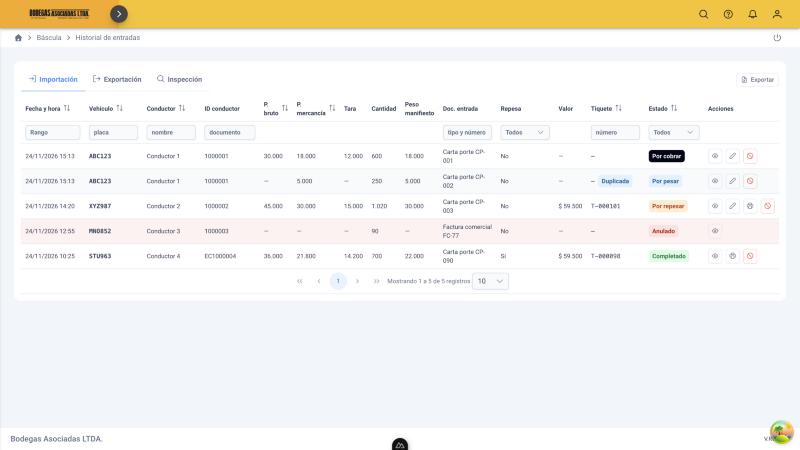 BODEGAS ASOCIADAS LTDA.
Báscula
Historial de entradas
Importación
Exportación
Inspección
Exportar
Fecha y hora Vehículo Conductor ID conductor P. bruto P. mercancía Tara Cantidad Peso manifiesto Doc. entrada Repesa Valor Tiquete Estado Acciones
Rango placa nombre documento tipo y número Todos número Todos
24/11/2026 15:13 ABC123 Conductor 1 1000001 30.000 18.000 12.000 600 18.000 Carta porte CP-001 No – – Por cobrar
24/11/2026 15:13 ABC123 Conductor 1 1000001 – 5.000 – 250 5.000 Carta porte CP-002 No – – Duplicada Por pesar
24/11/2026 14:20 XYZ987 Conductor 2 1000002 45.000 30.000 15.000 1.020 30.000 Carta porte CP-003 No $ 59.500 T-000101 Por repesar
24/11/2026 12:55 MNO852 Conductor 3 1000003 – – – 90 – Factura comercial FC-77 No – – Anulado
24/11/2026 10:25 STU963 Conductor 4 EC1000004 36.000 21.800 14.200 700 22.000 Carta porte CP-090 Sí $ 59.500 T-000098 Completado
1
Mostrando 1 a 5 de 5 registros
10
Bodegas Asociadas LTDA.